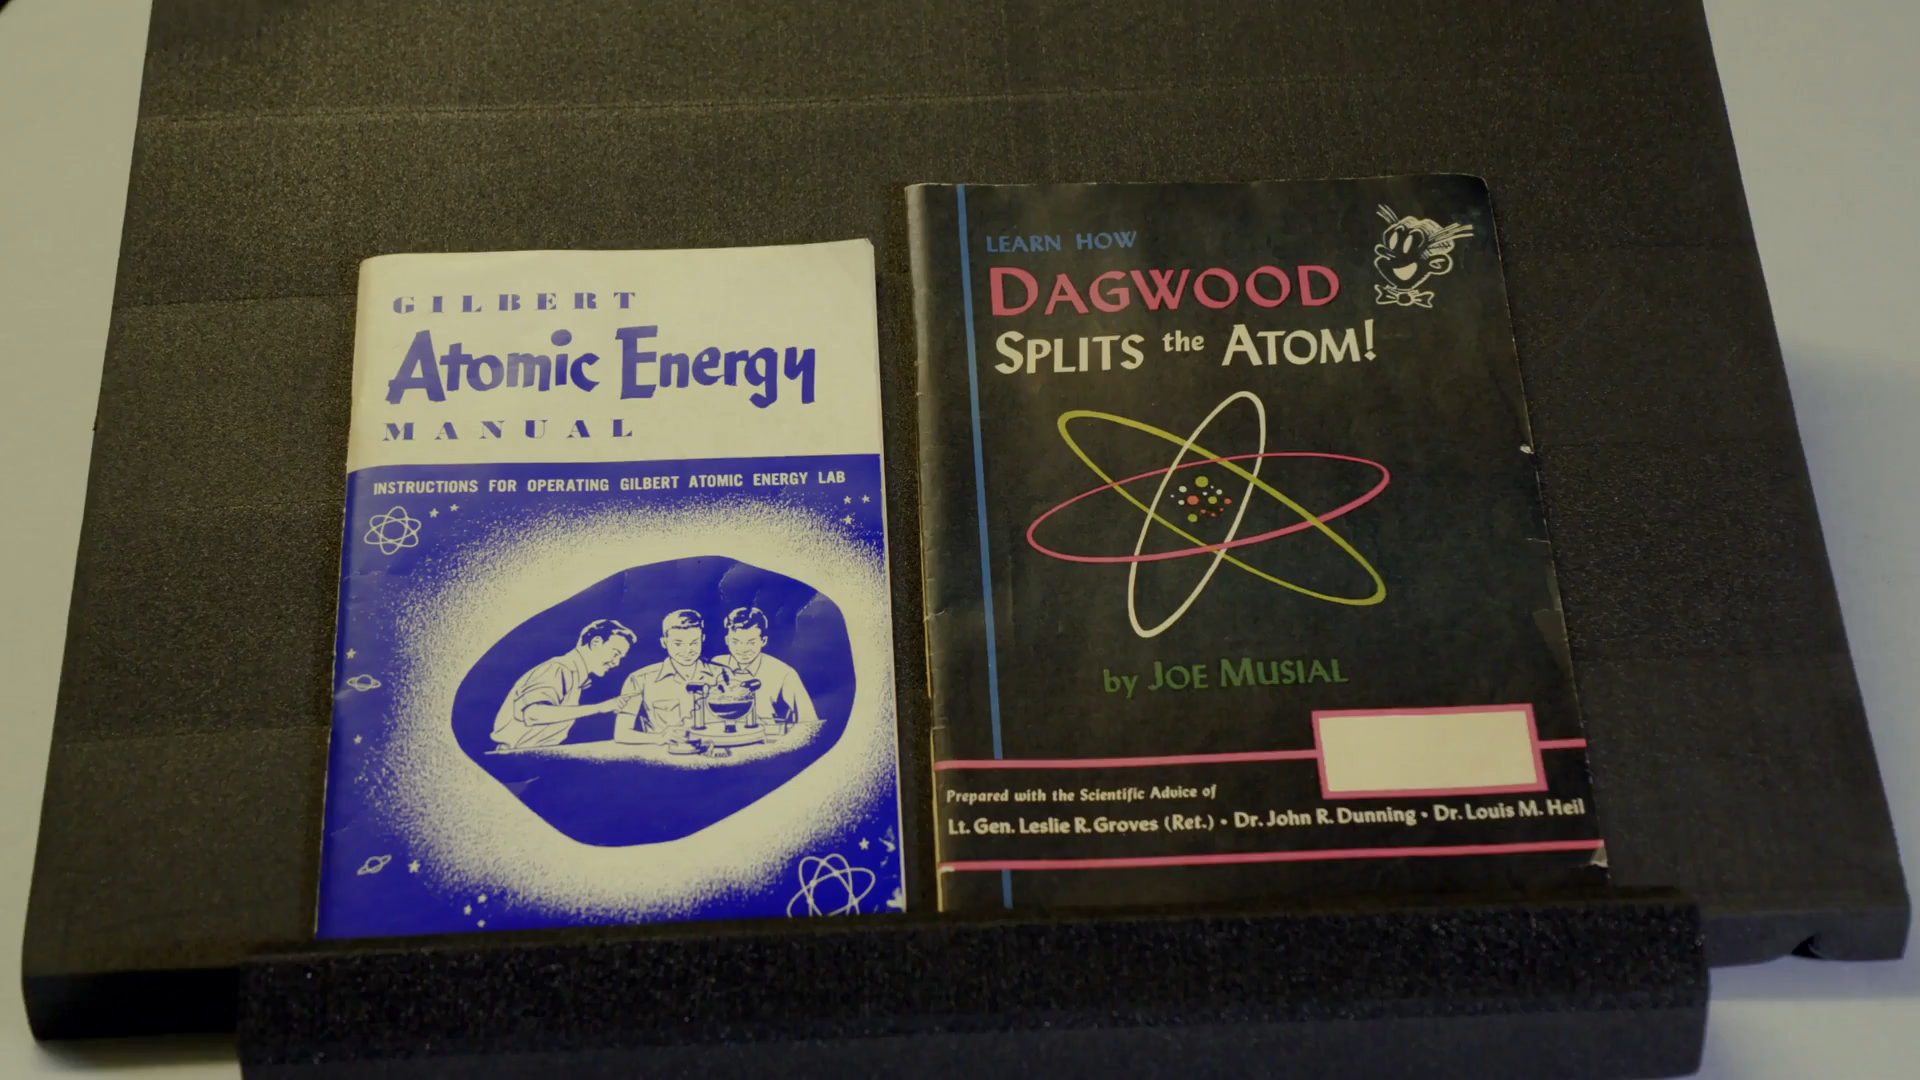 GILBERT
Atomic Energy
MANUAL
INSTRUCTIONS FOR OPERATING GILBERT ATOMIC ENERGY LAB
LEARN HOW
DAGWOOD
SPLITS the ATOM!
by JOE MUSIAL
Prepared with the Scientific Advice of
Lt. Gen. Leslie R. Groves (Ret.) • Dr. John R. Dunning • Dr. Louis M. Heil